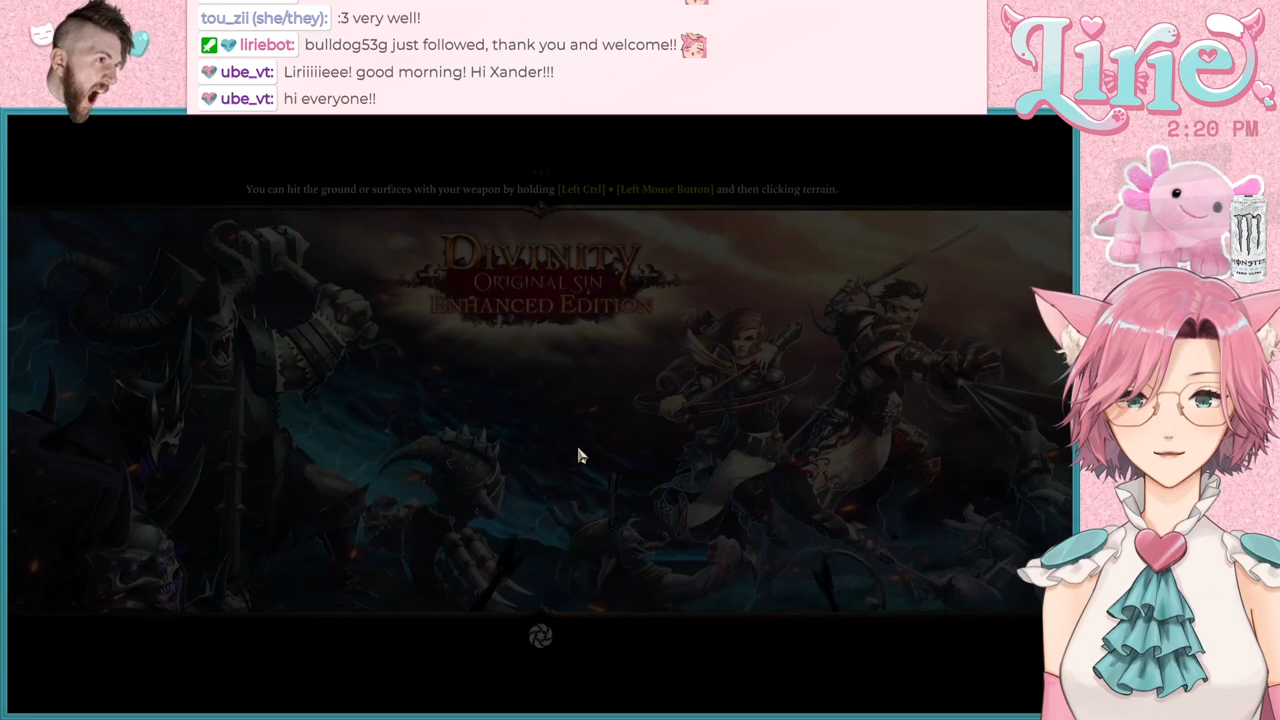 tou_zii (she/they): :3 very well!
liriebot: bulldog53g just followed, thank you and welcome!!
ube_vt: Liriiiiieee! good morning! Hi Xander!!!
ube_vt: hi everyone!!
Lirie
2:20 PM
You can hit the ground or surfaces with your weapon by holding [Left Ctrl] + [Left Mouse Button] and then clicking terrain.
DIVINITY
ORIGINAL SIN
ENHANCED EDITION
MONSTER